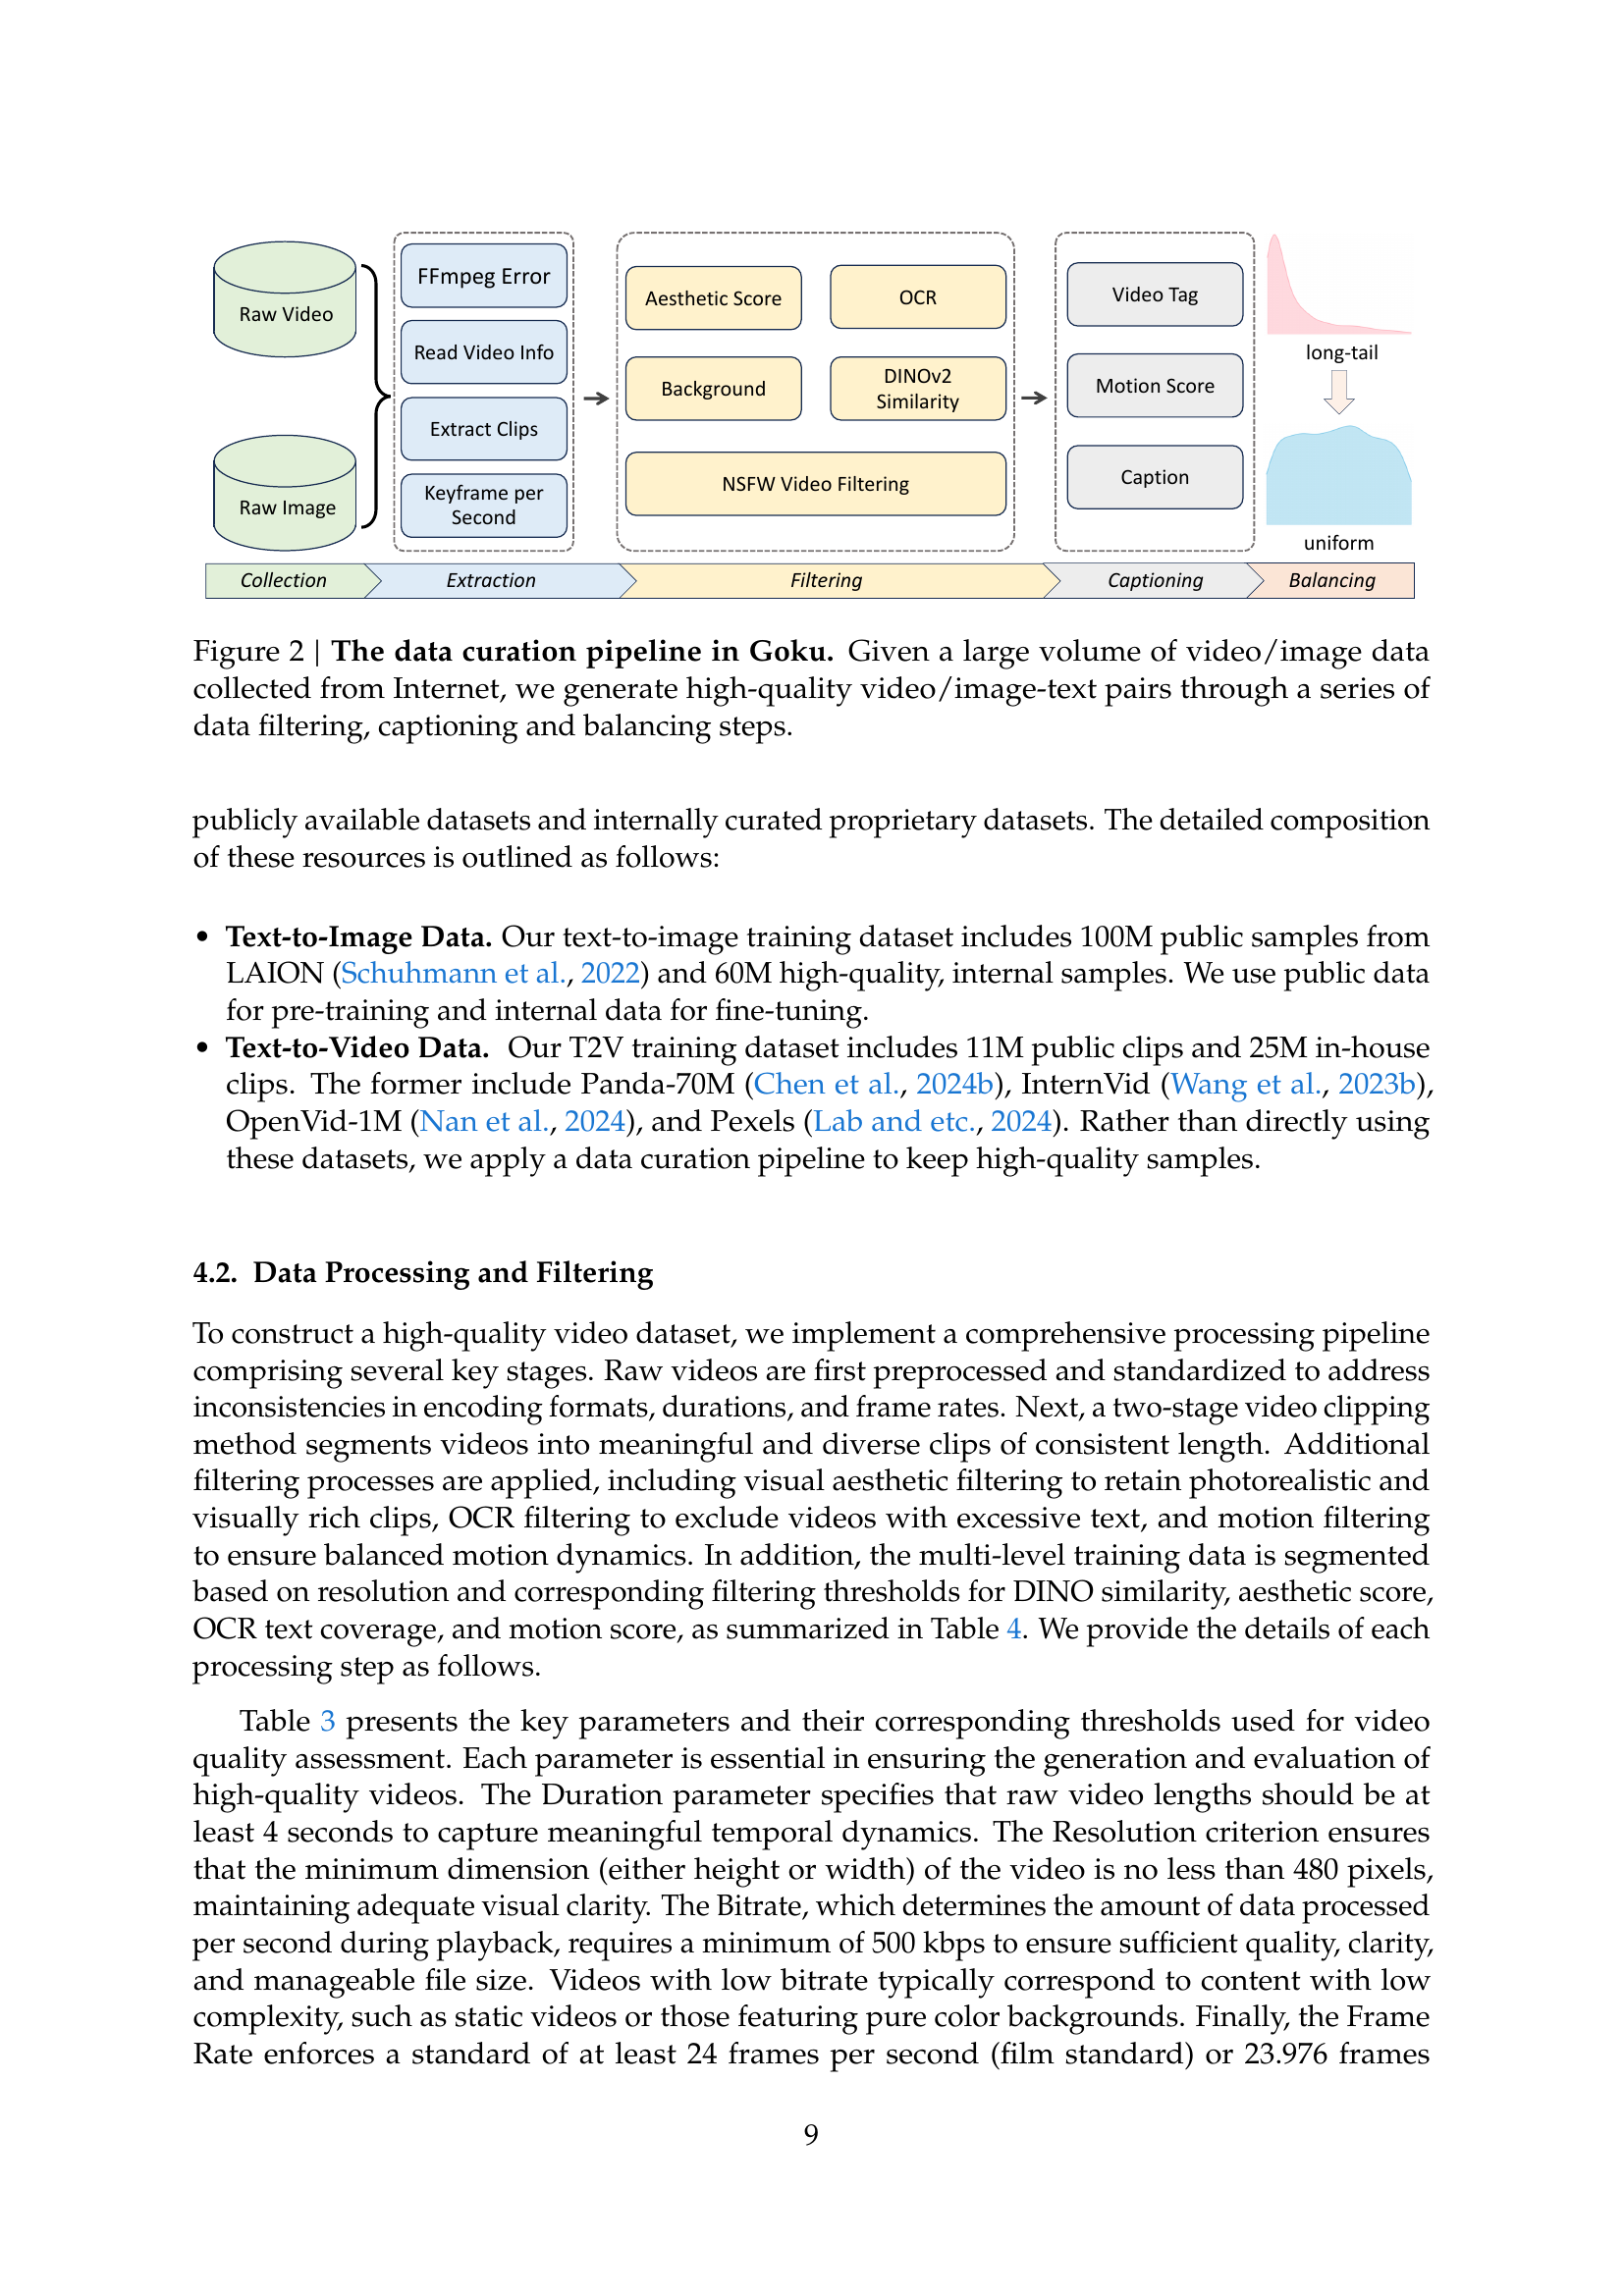 Raw Video
Raw Image
FFmpeg Error
Read Video Info
Extract Clips
Keyframe per
Second
Aesthetic Score
OCR
Background
DINOv2
Similarity
NSFW Video Filtering
Video Tag
Motion Score
Caption
long-tail
uniform
Collection
Extraction
Filtering
Captioning
Balancing
Figure 2 | The data curation pipeline in Goku. Given a large volume of video/image data
collected from Internet, we generate high-quality video/image-text pairs through a series of
data filtering, captioning and balancing steps.
publicly available datasets and internally curated proprietary datasets. The detailed composition
of these resources is outlined as follows:
• Text-to-Image Data. Our text-to-image training dataset includes 100M public samples from
LAION (Schuhmann et al., 2022) and 60M high-quality, internal samples. We use public data
for pre-training and internal data for fine-tuning.
• Text-to-Video Data. Our T2V training dataset includes 11M public clips and 25M in-house
clips. The former include Panda-70M (Chen et al., 2024b), InternVid (Wang et al., 2023b),
OpenVid-1M (Nan et al., 2024), and Pexels (Lab and etc., 2024). Rather than directly using
these datasets, we apply a data curation pipeline to keep high-quality samples.
4.2. Data Processing and Filtering
To construct a high-quality video dataset, we implement a comprehensive processing pipeline
comprising several key stages. Raw videos are first preprocessed and standardized to address
inconsistencies in encoding formats, durations, and frame rates. Next, a two-stage video clipping
method segments videos into meaningful and diverse clips of consistent length. Additional
filtering processes are applied, including visual aesthetic filtering to retain photorealistic and
visually rich clips, OCR filtering to exclude videos with excessive text, and motion filtering
to ensure balanced motion dynamics. In addition, the multi-level training data is segmented
based on resolution and corresponding filtering thresholds for DINO similarity, aesthetic score,
OCR text coverage, and motion score, as summarized in Table 4. We provide the details of each
processing step as follows.
Table 3 presents the key parameters and their corresponding thresholds used for video
quality assessment. Each parameter is essential in ensuring the generation and evaluation of
high-quality videos. The Duration parameter specifies that raw video lengths should be at
least 4 seconds to capture meaningful temporal dynamics. The Resolution criterion ensures
that the minimum dimension (either height or width) of the video is no less than 480 pixels,
maintaining adequate visual clarity. The Bitrate, which determines the amount of data processed
per second during playback, requires a minimum of 500 kbps to ensure sufficient quality, clarity,
and manageable file size. Videos with low bitrate typically correspond to content with low
complexity, such as static videos or those featuring pure color backgrounds. Finally, the Frame
Rate enforces a standard of at least 24 frames per second (film standard) or 23.976 frames
9